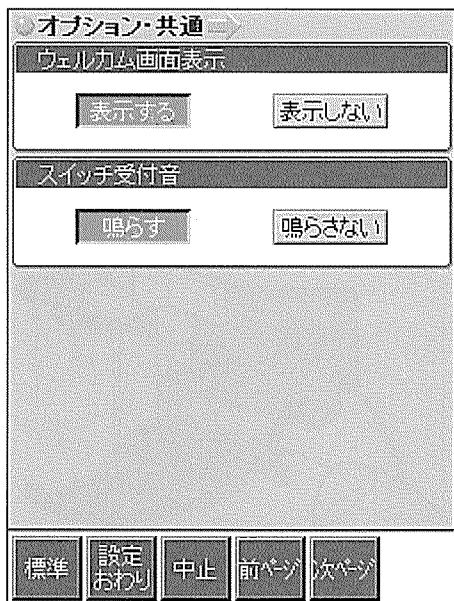 オプション・共通
ウェルカム画面表示
表示する 表示しない
スイッチ受付音
鳴らす 鳴らさない
標準 設定おわり 中止 前ページ 次ページ